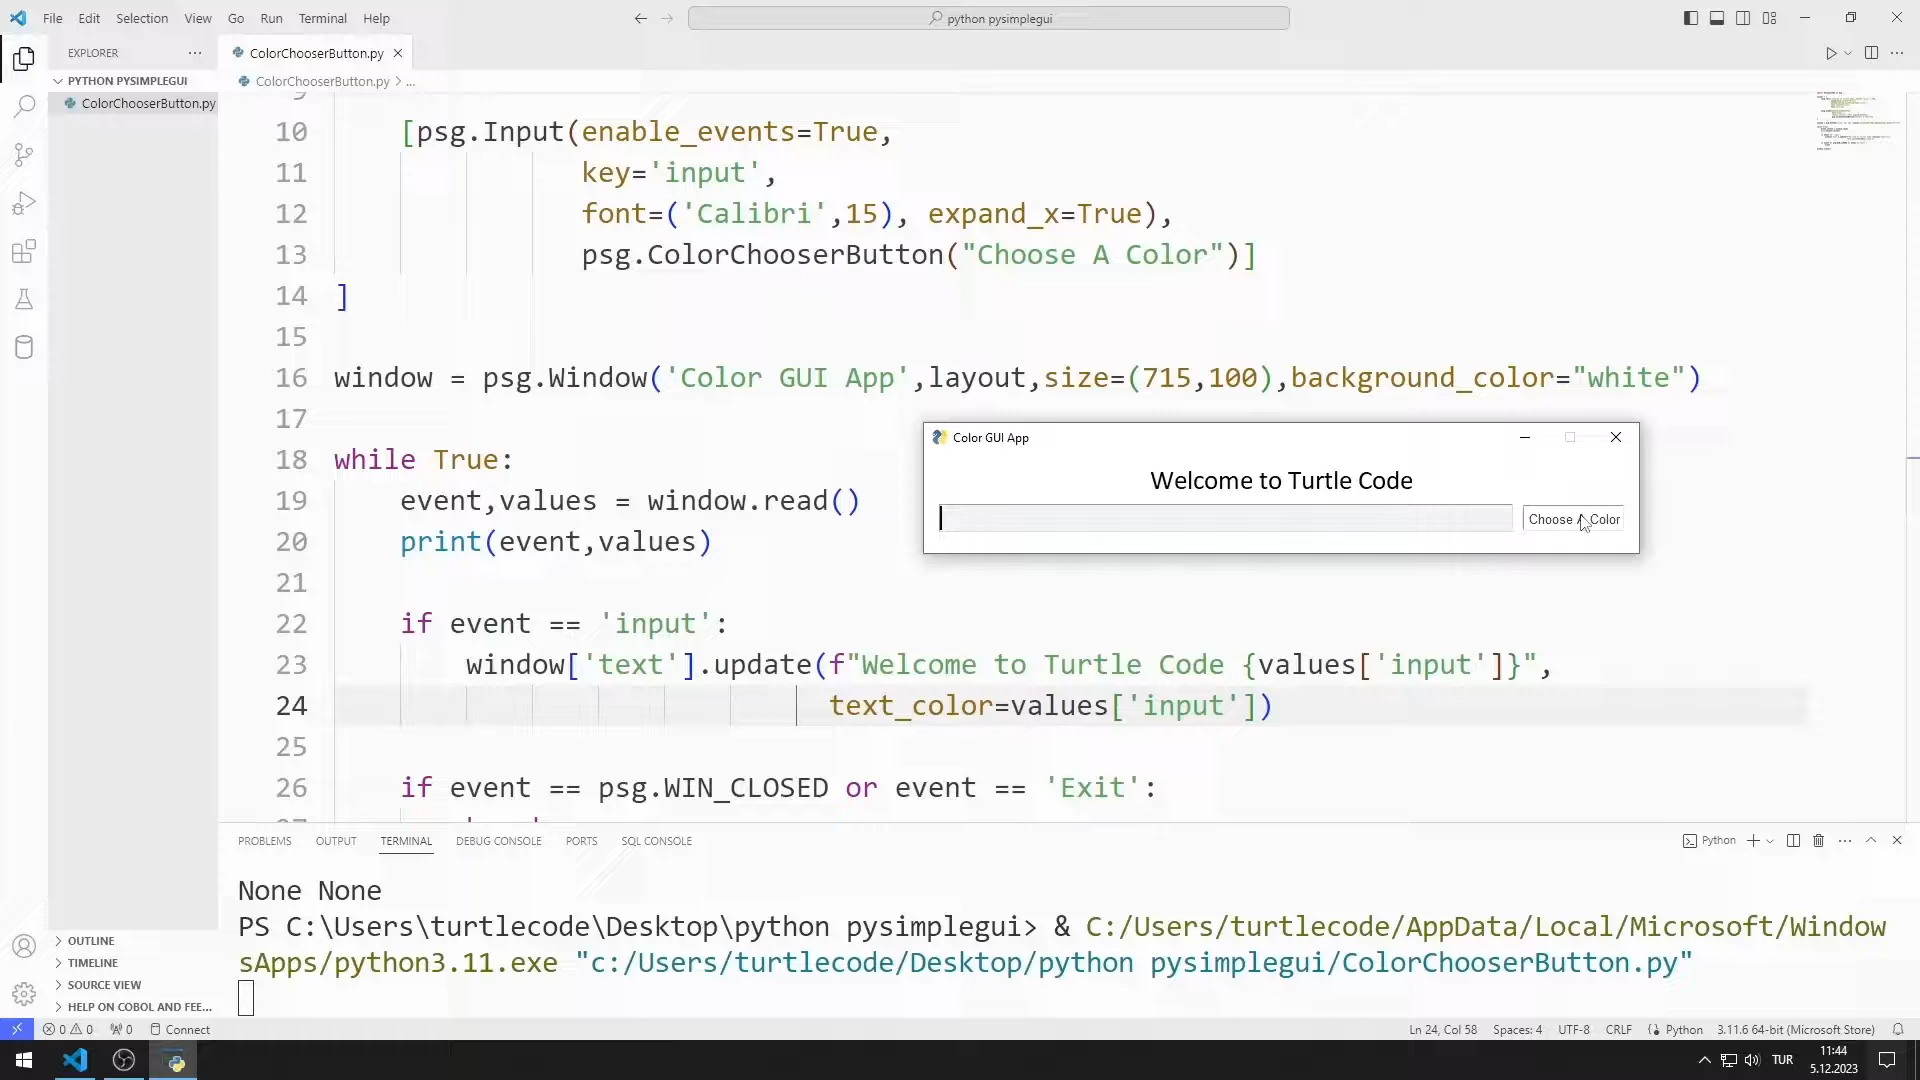 File Edit Selection View Go Run Terminal Help
python pysimplegui
EXPLORER
ColorChooserButton.py
PYTHON PYSIMPLEGUI
ColorChooserButton.py > ...
ColorChooserButton.py
10 [psg.Input(enable_events=True,
11 key='input',
12 font=('Calibri',15), expand_x=True),
13 psg.ColorChooserButton("Choose A Color")]
14 ]
15
16 window = psg.Window('Color GUI App',layout,size=(715,100),background_color="white")
17
18 while True:
19 event,values = window.read()
20 print(event,values)
21
22 if event == 'input':
23 window['text'].update(f"Welcome to Turtle Code {values['input']}",
24 text_color=values['input'])
25
26 if event == psg.WIN_CLOSED or event == 'Exit':
Color GUI App
Welcome to Turtle Code
Choose A Color
PROBLEMS OUTPUT TERMINAL DEBUG CONSOLE PORTS SQL CONSOLE
Python
None None
PS C:\Users\turtlecode\Desktop\python pysimplegui> & C:/Users/turtlecode/AppData/Local/Microsoft/Window
sApps/python3.11.exe "c:/Users/turtlecode/Desktop/python pysimplegui/ColorChooserButton.py"
OUTLINE
TIMELINE
SOURCE VIEW
HELP ON COBOL AND FEE...
0 0 0 Connect
Ln 24, Col 58 Spaces: 4 UTF-8 CRLF Python 3.11.6 64-bit (Microsoft Store)
TUR
11:44
5.12.2023